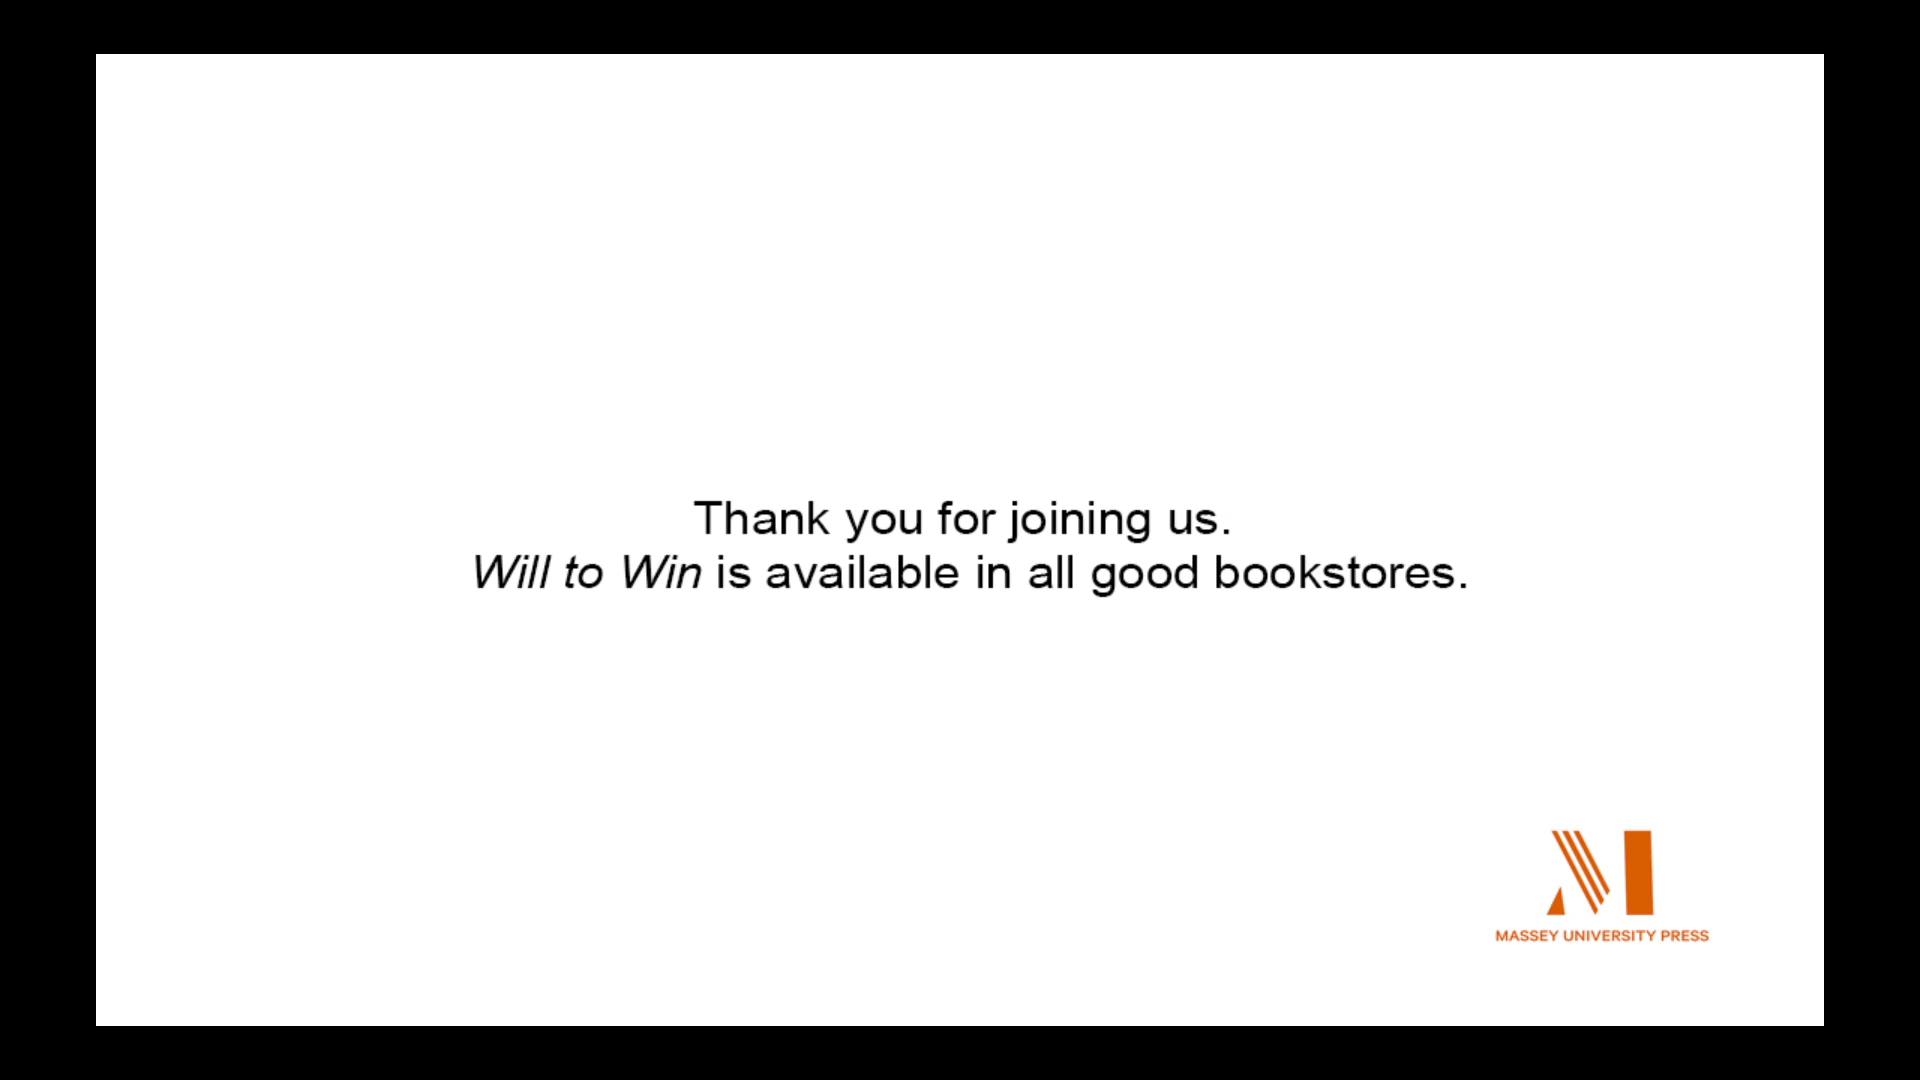 Thank you for joining us.
Will to Win is available in all good bookstores.
MASSEY UNIVERSITY PRESS